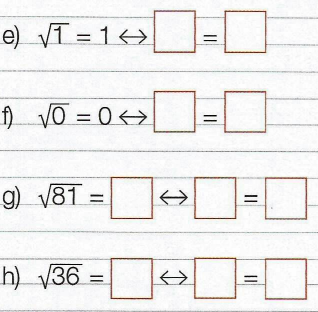 e) √1 = 1 ↔ □ = □
f) √0 = 0 ↔ □ = □
g) √81 = □ ↔ □ = □
h) √36 = □ ↔ □ = □